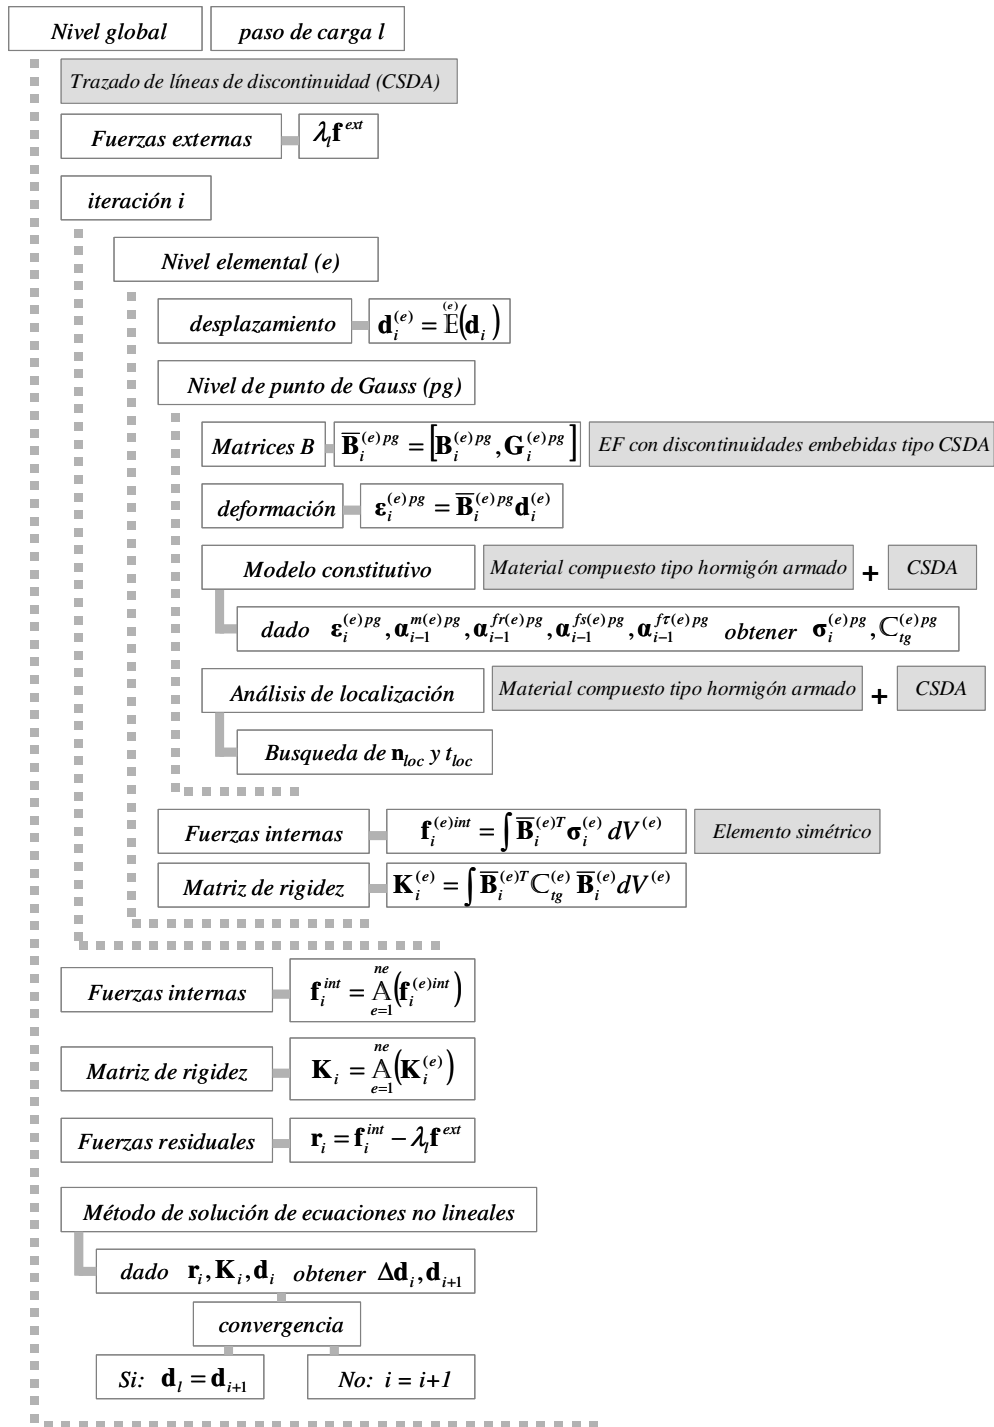 Nivel global paso de carga l
Trazado de líneas de discontinuidad (CSDA)
Fuerzas externas λ_l f^ext
iteración i
Nivel elemental (e)
desplazamiento d_i^(e) = 𝔼^(e)(d_i)
Nivel de punto de Gauss (pg)
Matrices B B̅_i^(e)pg = [B_i^(e)pg, G_i^(e)pg] EF con discontinuidades embebidas tipo CSDA
deformación ε_i^(e)pg = B̅_i^(e)pg d_i^(e)
Modelo constitutivo Material compuesto tipo hormigón armado + CSDA
dado ε_i^(e)pg, α_{i-1}^m(e)pg, α_{i-1}^fr(e)pg, α_{i-1}^fs(e)pg, α_{i-1}^fτ(e)pg obtener σ_i^(e)pg, ℂ_tg^(e)pg
Análisis de localización Material compuesto tipo hormigón armado + CSDA
Busqueda de n_loc y t_loc
Fuerzas internas f_i^(e)int = ∫ B̅_i^(e)T σ_i^(e) dV^(e) Elemento simétrico
Matriz de rigidez K_i^(e) = ∫ B̅_i^(e)T ℂ_tg^(e) B̅_i^(e) dV^(e)
Fuerzas internas f_i^int = A_{e=1}^{ne} (f_i^(e)int)
Matriz de rigidez K_i = A_{e=1}^{ne} (K_i^(e))
Fuerzas residuales r_i = f_i^int − λ_l f^ext
Método de solución de ecuaciones no lineales
dado r_i, K_i, d_i obtener Δd_i, d_{i+1}
convergencia
Si: d_l = d_{i+1} No: i = i+1